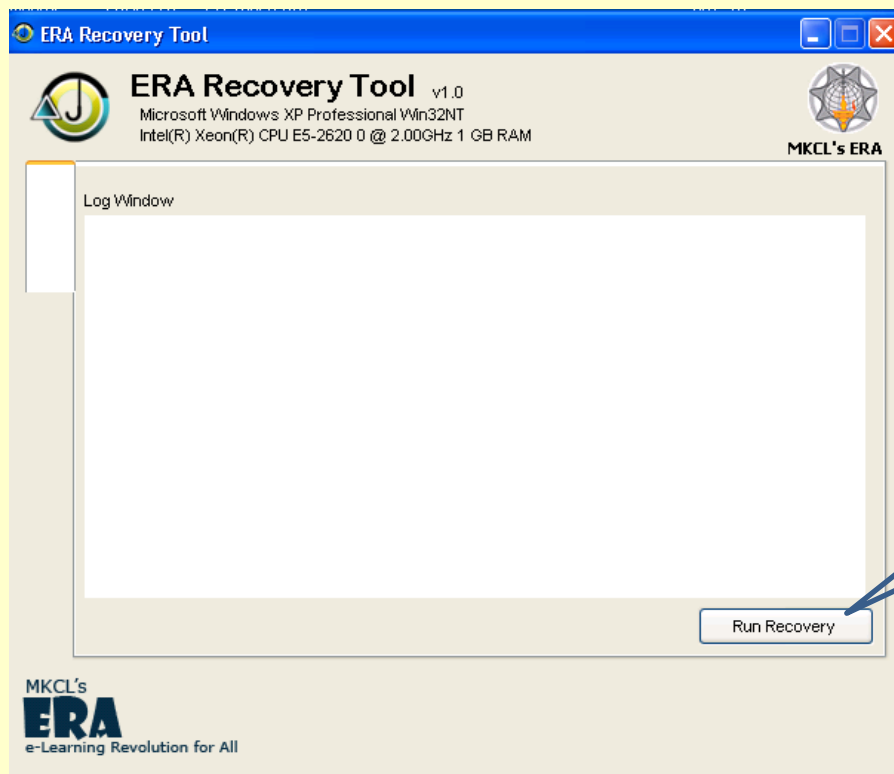 ERA Recovery Tool
ERA Recovery Tool v1.0
Microsoft Windows XP Professional Win32NT
Intel(R) Xeon(R) CPU E5-2620 0 @ 2.00GHz 1 GB RAM
MKCL's ERA
Log Window
Run Recovery
MKCL's
ERA
e-Learning Revolution for All